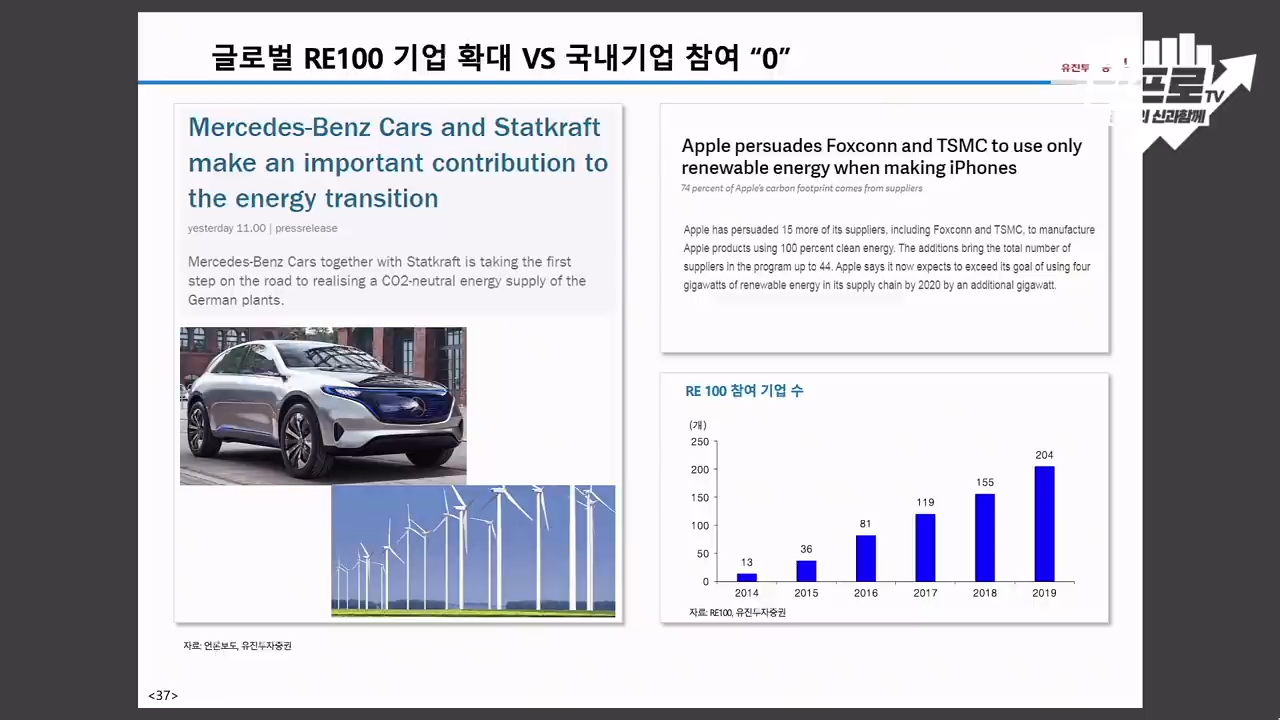 글로벌 RE100 기업 확대 VS 국내기업 참여 “0”
유진투
프로
TV
신과함께
Mercedes-Benz Cars and Statkraft
make an important contribution to
the energy transition
yesterday 11.00 | pressrelease
Mercedes-Benz Cars together with Statkraft is taking the first
step on the road to realising a CO2-neutral energy supply of the
German plants.
Apple persuades Foxconn and TSMC to use only
renewable energy when making iPhones
74 percent of Apple's carbon footprint comes from suppliers
Apple has persuaded 15 more of its suppliers, including Foxconn and TSMC, to manufacture
Apple products using 100 percent clean energy. The additions bring the total number of
suppliers in the program up to 44. Apple says it now expects to exceed its goal of using four
gigawatts of renewable energy in its supply chain by 2020 by an additional gigawatt.
RE 100 참여 기업 수
(개)
250
200
150
100
50
0
13
36
81
119
155
204
2014 2015 2016 2017 2018 2019
자료: RE100, 유진투자증권
자료: 언론보도, 유진투자증권
<37>